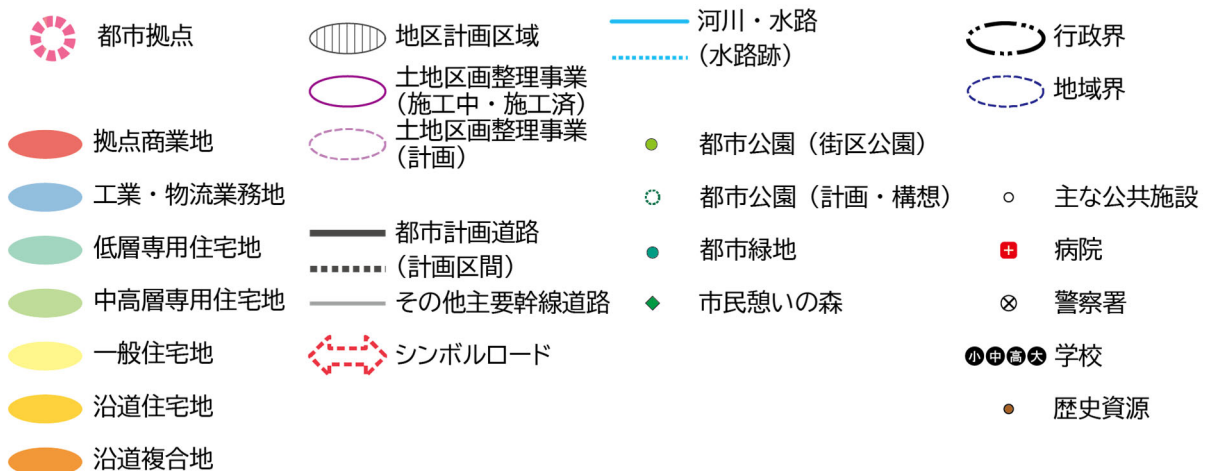 都市拠点
拠点商業地
工業・物流業務地
低層専用住宅地
中高層専用住宅地
一般住宅地
沿道住宅地
沿道複合地
地区計画区域
土地区画整理事業
(施工中・施工済)
土地区画整理事業
(計画)
都市計画道路
(計画区間)
その他主要幹線道路
シンボルロード
河川・水路
(水路跡)
都市公園(街区公園)
都市公園(計画・構想)
都市緑地
市民憩いの森
行政界
地域界
主な公共施設
病院
警察署
小中高大 学校
歴史資源